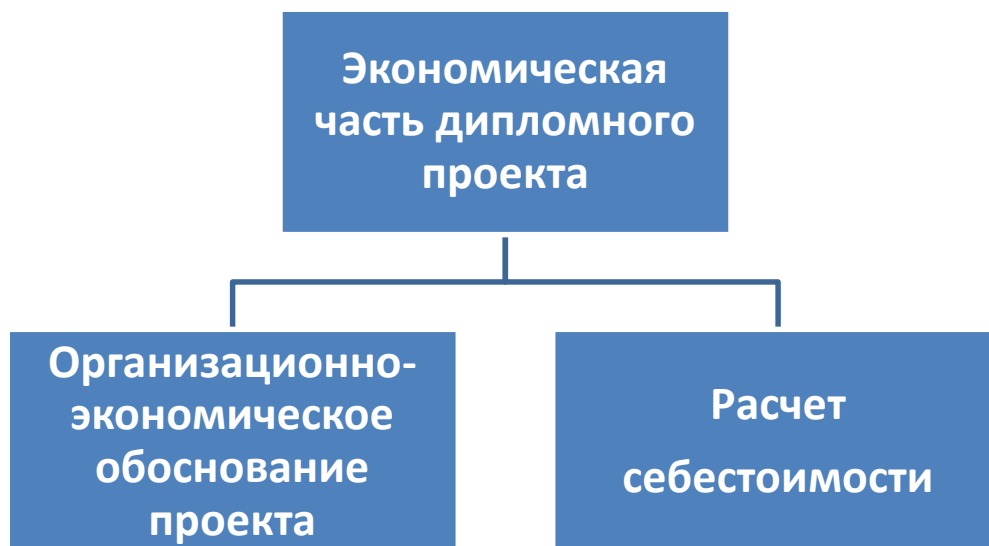 Экономическая
часть дипломного
проекта
Организационно-
экономическое
обоснование
проекта
Расчет
себестоимости